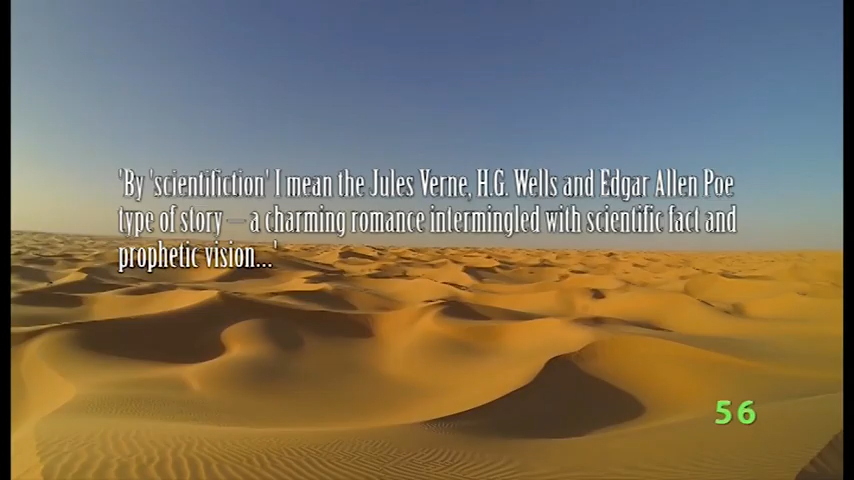 'By 'scientifiction' I mean the Jules Verne, H.G. Wells and Edgar Allen Poe
type of story – a charming romance intermingled with scientific fact and
prophetic vision...'
56